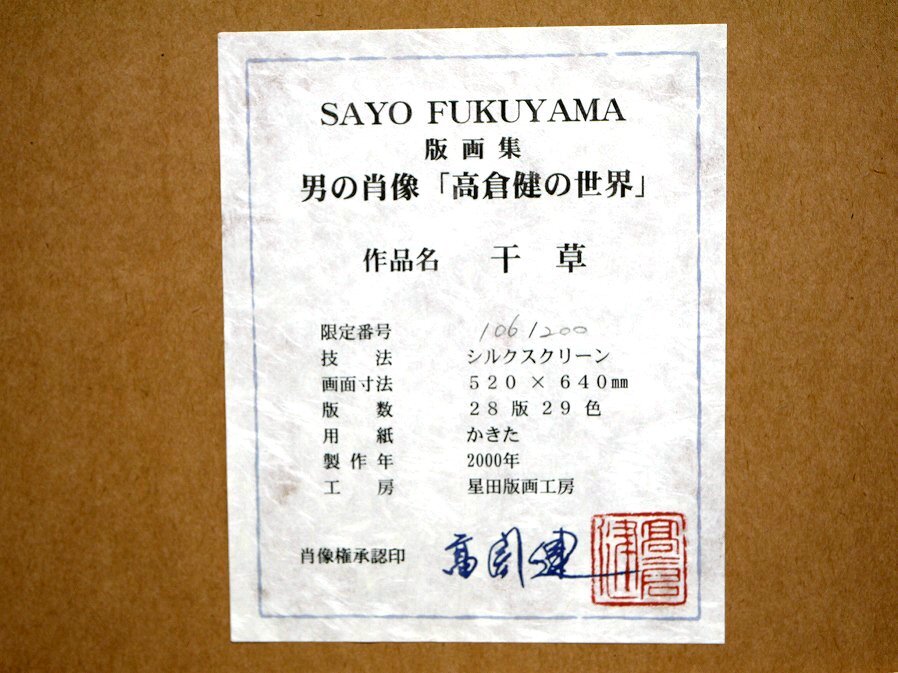 SAYO FUKUYAMA
版画集
男の肖像「高倉健の世界」
作品名 干草
限定番号 106/200
技法 シルクスクリーン
画面寸法 520 × 640㎜
版数 28版29色
用紙 かきた
製作年 2000年
工房 星田版画工房
肖像権承認印 高倉健